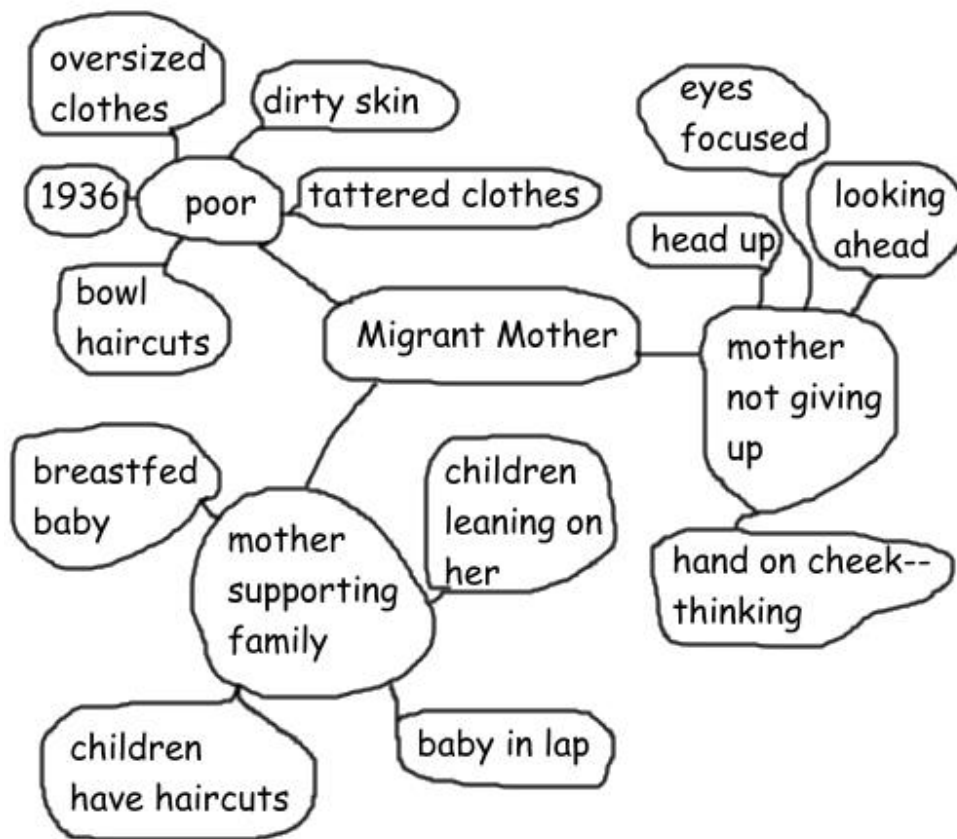 oversized
clothes
dirty skin
1936
poor
tattered clothes
bowl
haircuts
Migrant Mother
eyes
focused
looking
ahead
head up
mother
not giving
up
hand on cheek--
thinking
breastfed
baby
children
leaning on
her
mother
supporting
family
children
have haircuts
baby in lap